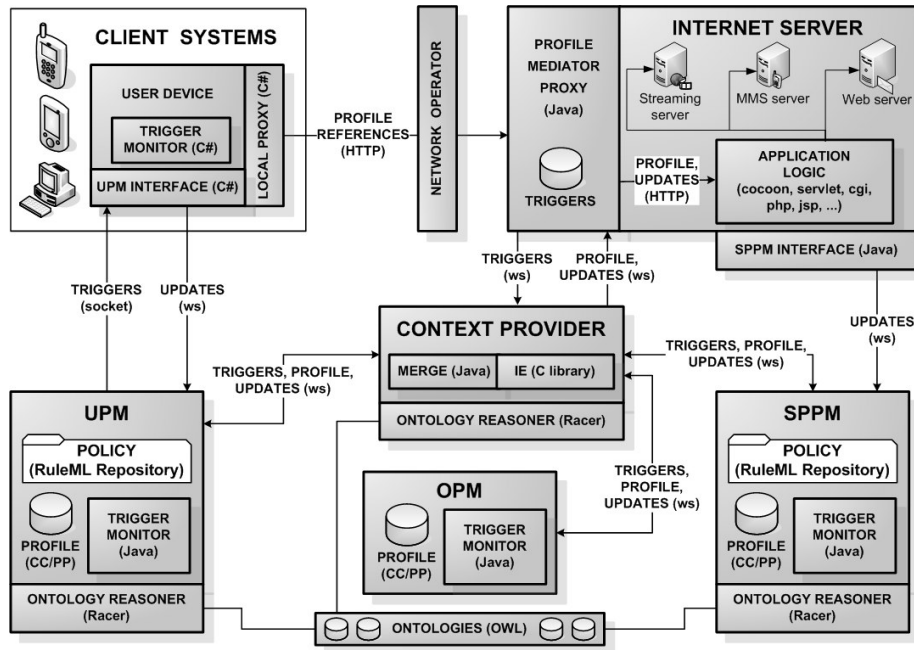 CLIENT SYSTEMS
USER DEVICE
TRIGGER
MONITOR (C#)
UPM INTERFACE (C#)
LOCAL PROXY (C#)
PROFILE
REFERENCES
(HTTP)
NETWORK OPERATOR
INTERNET SERVER
PROFILE
MEDIATOR
PROXY
(Java)
TRIGGERS
Streaming
server
MMS server
Web server
PROFILE,
UPDATES
(HTTP)
APPLICATION
LOGIC
(cocoon, servlet, cgi,
php, jsp, ...)
SPPM INTERFACE (Java)
TRIGGERS
(socket)
UPDATES
(ws)
TRIGGERS
(ws)
PROFILE,
UPDATES (ws)
UPDATES
(ws)
CONTEXT PROVIDER
MERGE (Java)
IE (C library)
ONTOLOGY REASONER (Racer)
TRIGGERS, PROFILE,
UPDATES (ws)
TRIGGERS, PROFILE,
UPDATES (ws)
TRIGGERS,
PROFILE,
UPDATES (ws)
UPM
POLICY
(RuleML Repository)
PROFILE
(CC/PP)
TRIGGER
MONITOR
(Java)
ONTOLOGY REASONER
(Racer)
OPM
PROFILE
(CC/PP)
TRIGGER
MONITOR
(Java)
SPPM
POLICY
(RuleML Repository)
PROFILE
(CC/PP)
TRIGGER
MONITOR
(Java)
ONTOLOGY REASONER
(Racer)
ONTOLOGIES (OWL)